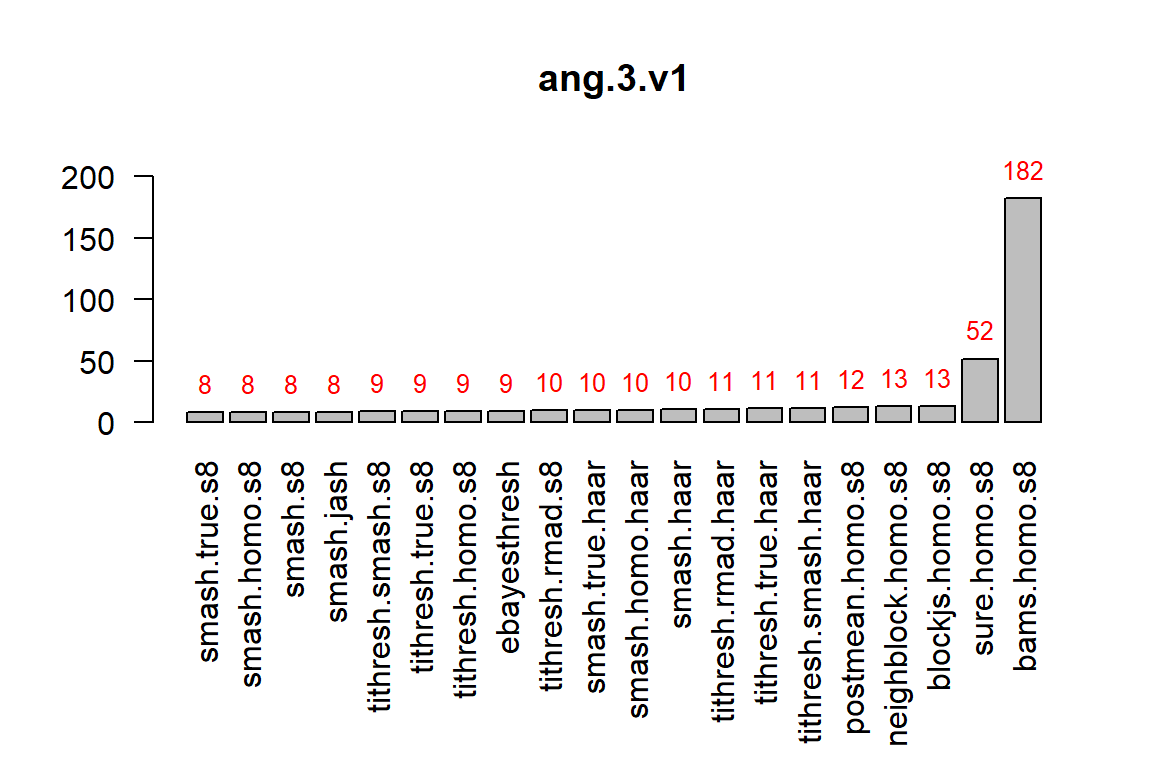 ang.3.v1
200
150
100
50
0
8
8
8
8
9
9
9
9
10
10
10
10
11
11
11
12
13
13
52
182
smash.true.s8
smash.homo.s8
smash.s8
smash.jash
tithresh.smash.s8
tithresh.true.s8
tithresh.homo.s8
ebayesthresh
tithresh.rmad.s8
smash.true.haar
smash.homo.haar
smash.haar
tithresh.rmad.haar
tithresh.true.haar
tithresh.smash.haar
postmean.homo.s8
neighblock.homo.s8
blockjs.homo.s8
sure.homo.s8
bams.homo.s8